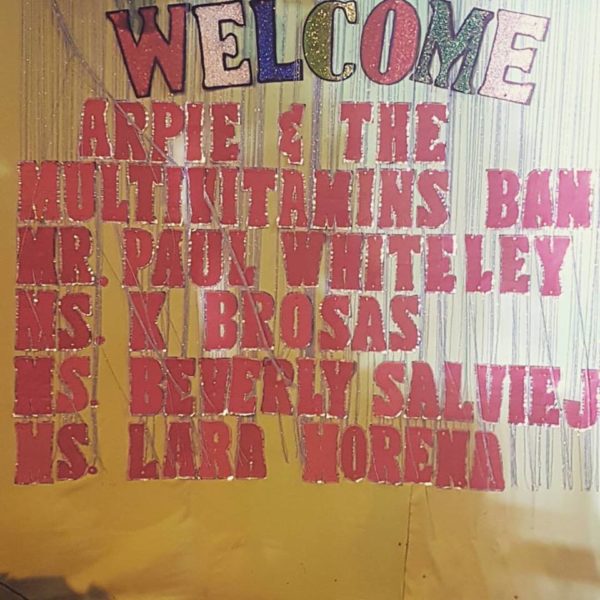 WELCOME
ARPIE & THE
MULTIVITAMINS BAN
MR. PAUL WHITELEY
MS. K BROSAS
MS. BEVERLY SALVIEJ
MS. LARA MORENA